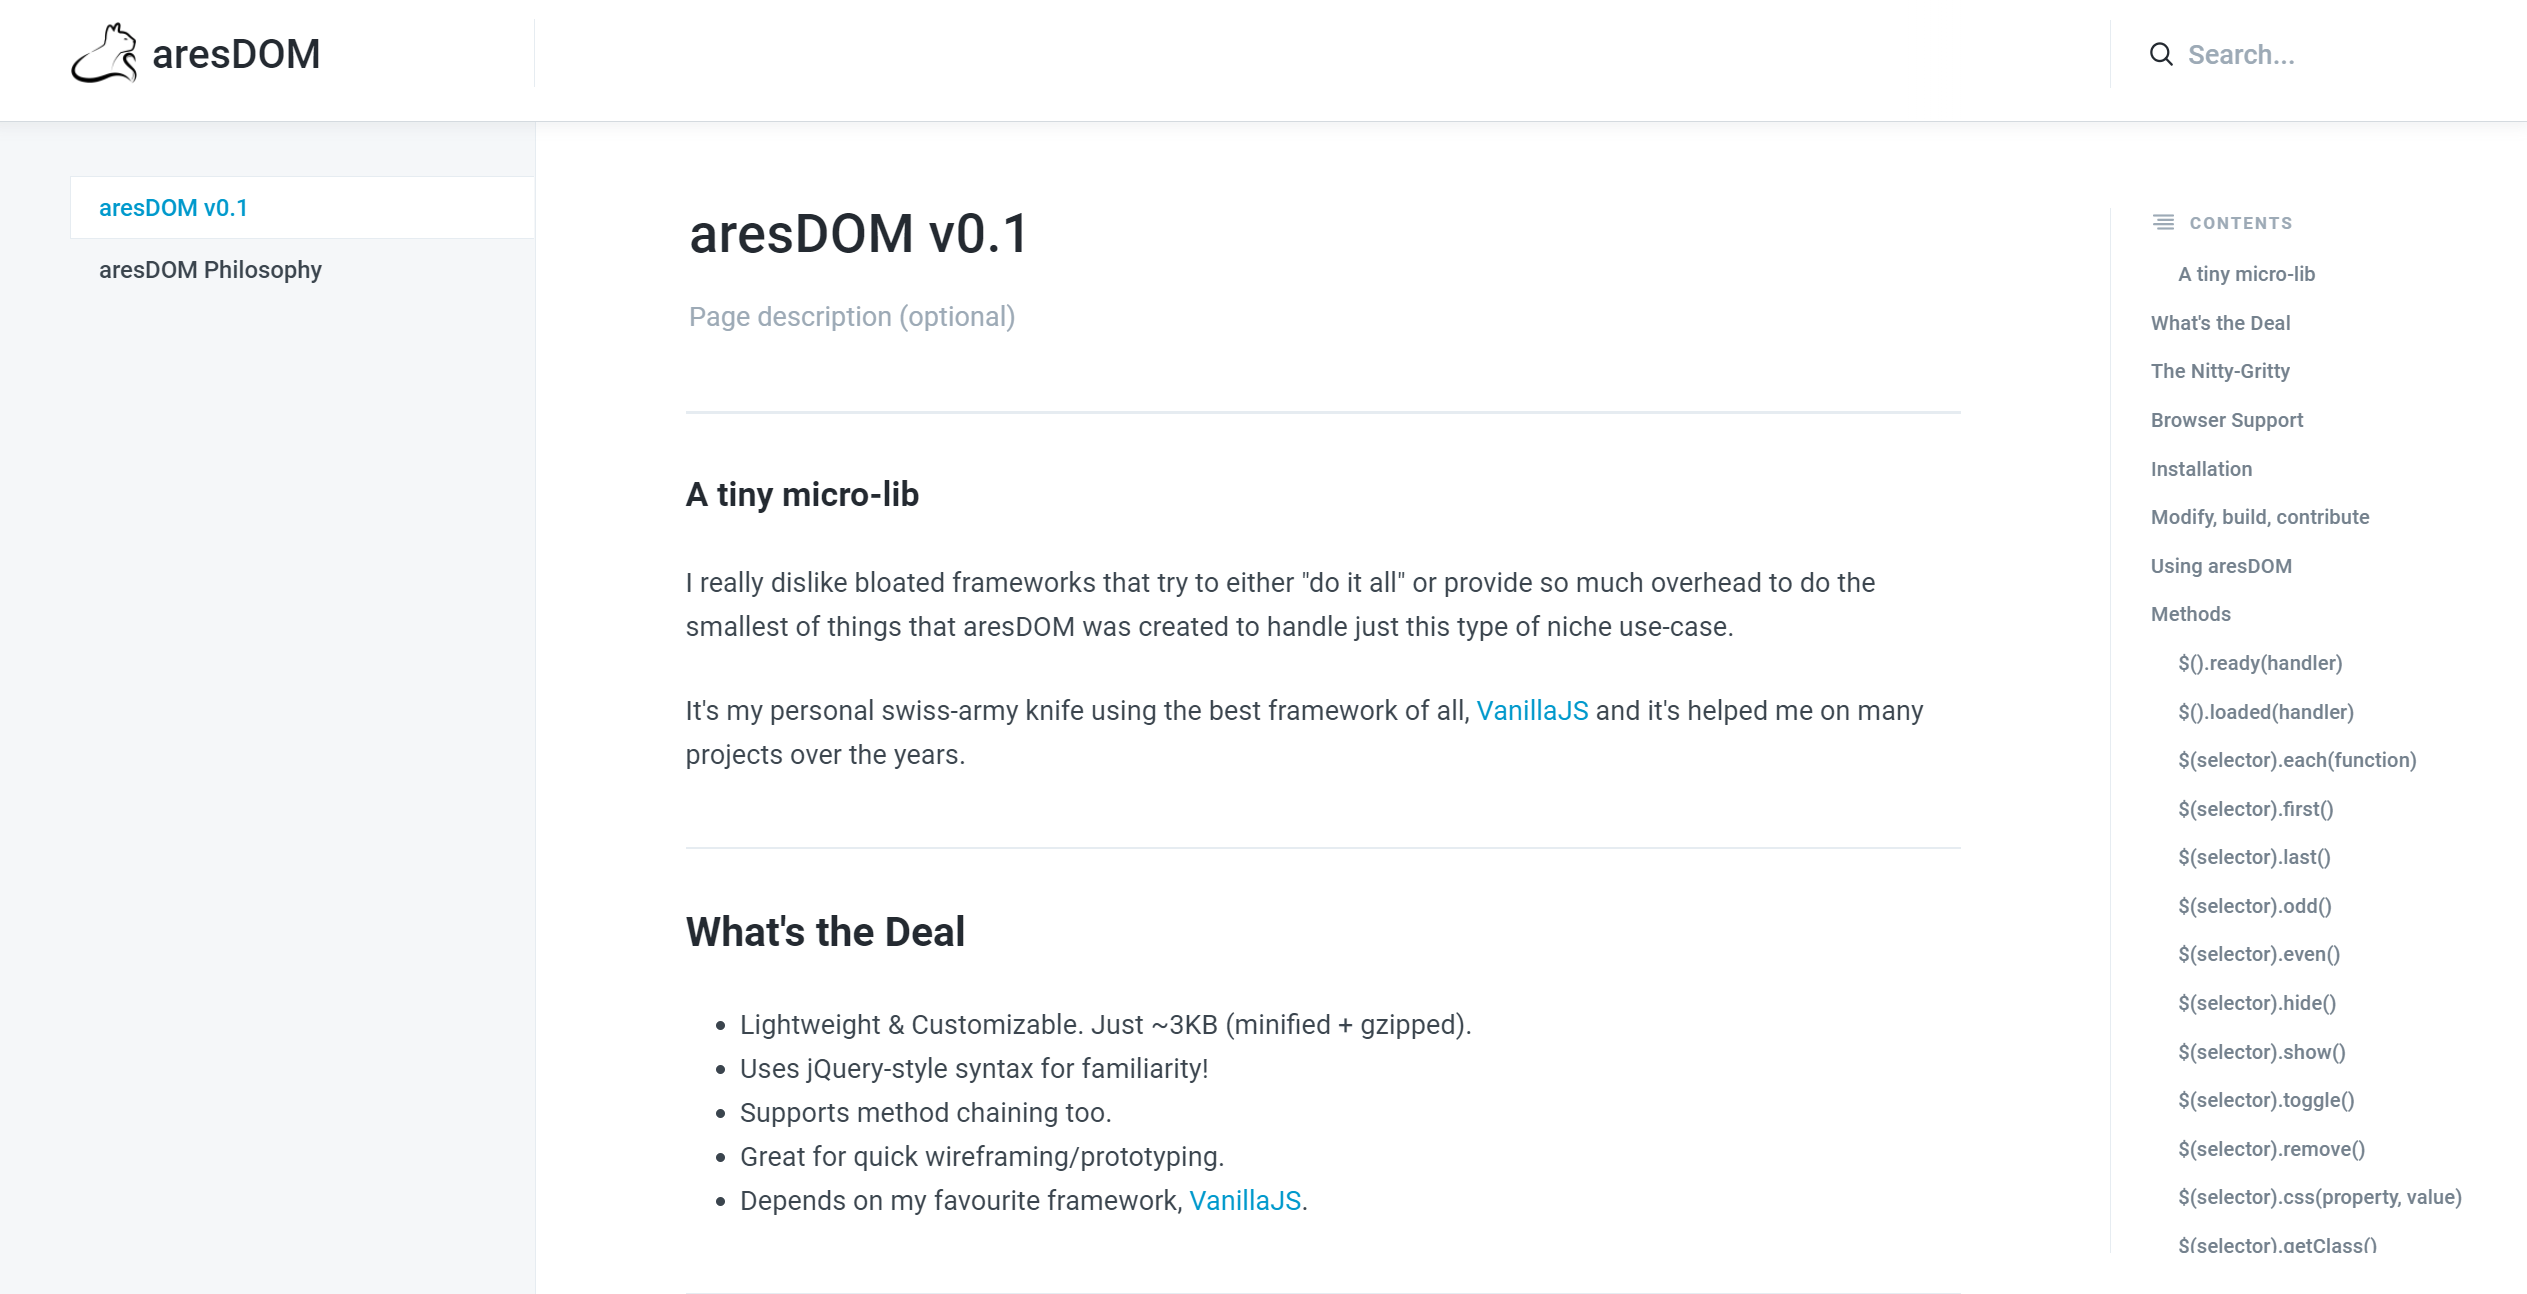 aresDOM
Search...
aresDOM v0.1
aresDOM Philosophy
aresDOM v0.1
Page description (optional)
A tiny micro-lib
I really dislike bloated frameworks that try to either "do it all" or provide so much overhead to do the
smallest of things that aresDOM was created to handle just this type of niche use-case.
It's my personal swiss-army knife using the best framework of all, VanillaJS and it's helped me on many
projects over the years.
What's the Deal
• Lightweight & Customizable. Just ~3KB (minified + gzipped).
• Uses jQuery-style syntax for familiarity!
• Supports method chaining too.
• Great for quick wireframing/prototyping.
• Depends on my favourite framework, VanillaJS.
CONTENTS
A tiny micro-lib
What's the Deal
The Nitty-Gritty
Browser Support
Installation
Modify, build, contribute
Using aresDOM
Methods
$().ready(handler)
$().loaded(handler)
$(selector).each(function)
$(selector).first()
$(selector).last()
$(selector).odd()
$(selector).even()
$(selector).hide()
$(selector).show()
$(selector).toggle()
$(selector).remove()
$(selector).css(property, value)
$(selector).getClass()